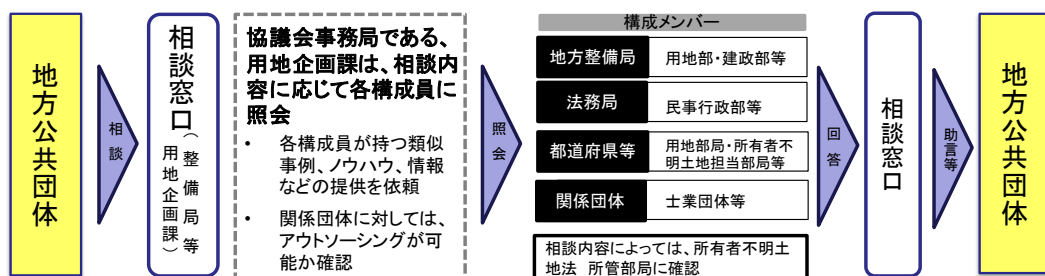 地方公共団体
相談
相談窓口
（整備局等
用地企画課）
協議会事務局である、
用地企画課は、相談内
容に応じて各構成員に
照会
・ 各構成員が持つ類似
事例、ノウハウ、情報
などの提供を依頼
・ 関係団体に対しては、
アウトソーシングが可
能か確認
照会
構成メンバー
地方整備局 用地部・建政部等
法務局 民事行政部等
都道府県等 用地部局・所有者不
明土地担当部局等
関係団体 士業団体等
相談内容によっては、所有者不明土
地法 所管部局に確認
回答
相談窓口
助言等
地方公共団体